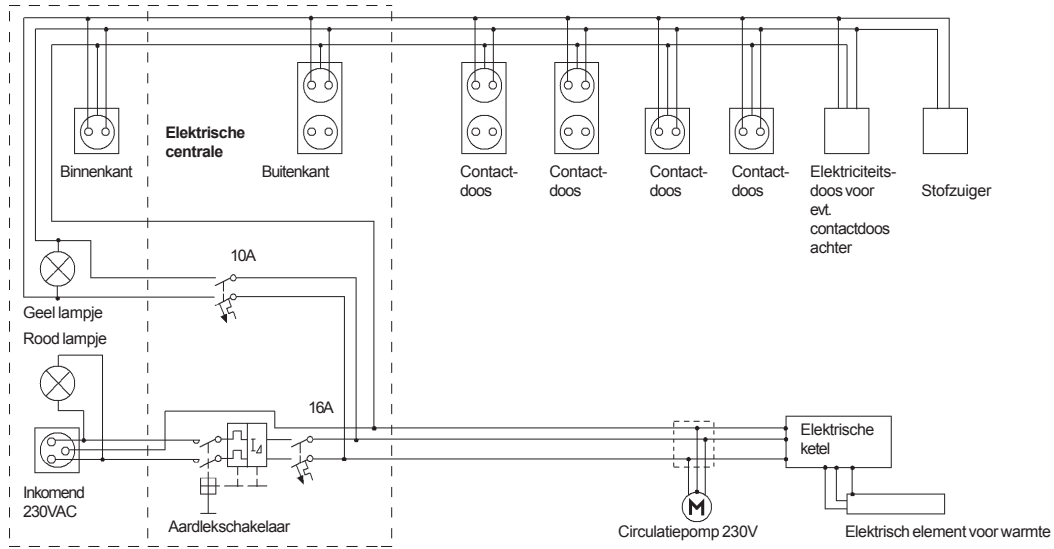 Elektrische
centrale
Binnenkant
Buitenkant
Contact-
doos
Contact-
doos
Contact-
doos
Contact-
doos
Elektriciteits-
doos voor
evt.
contactdoos
achter
Stofzuiger
10A
Geel lampje
Rood lampje
16A
I⊿
Inkomend
230VAC
Aardlekschakelaar
M
Circulatiepomp 230V
Elektrische
ketel
Elektrisch element voor warmte